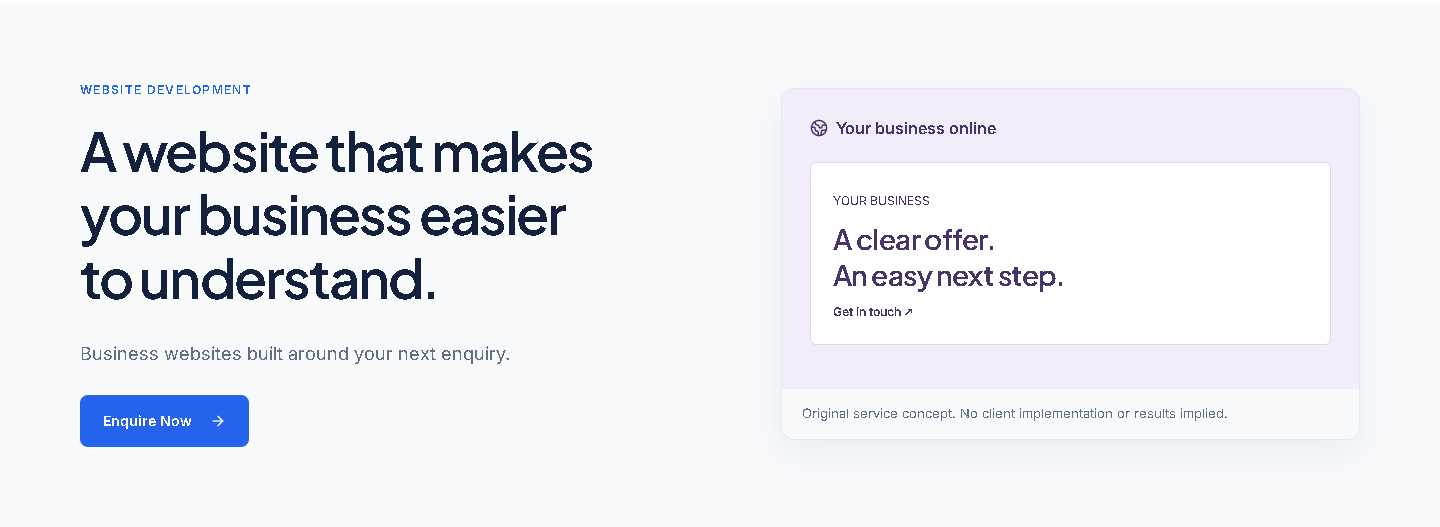 WEBSITE DEVELOPMENT
A website that makes
your business easier
to understand.
Business websites built around your next enquiry.
Enquire Now →
Your business online
YOUR BUSINESS
A clear offer.
An easy next step.
Get in touch ↗
Original service concept. No client implementation or results implied.